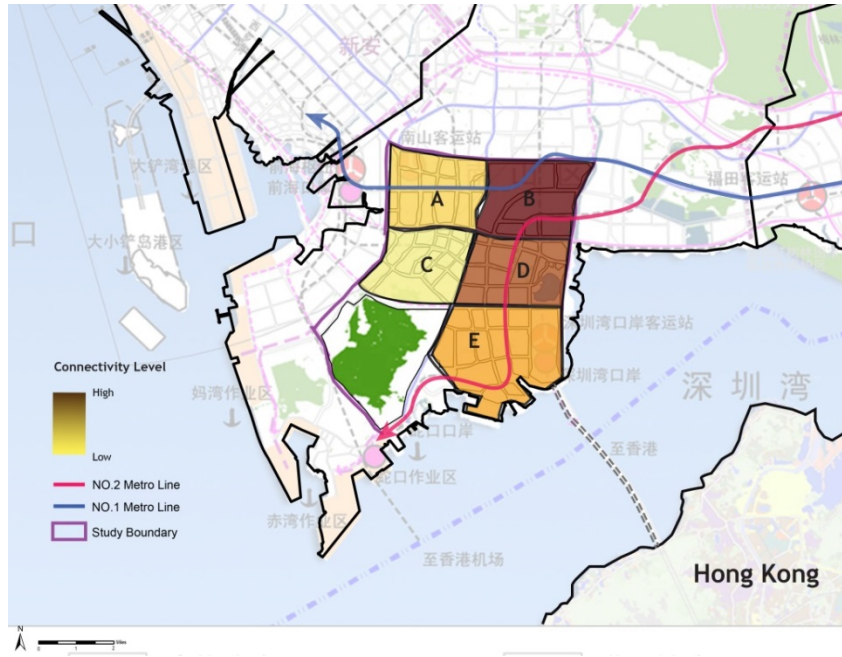 新安
南山客运站
大铲湾港区
前海
A
B
福田客运站
口
大小铲岛港区
C
D
E
深圳湾口岸客运站
深圳湾口岸
深圳湾
Connectivity Level
High
Low
妈湾作业区
蛇口口岸
至香港
NO.2 Metro Line
NO.1 Metro Line
Study Boundary
蛇口作业区
赤湾作业区
至香港机场
Hong Kong
N
0 1 2 Miles